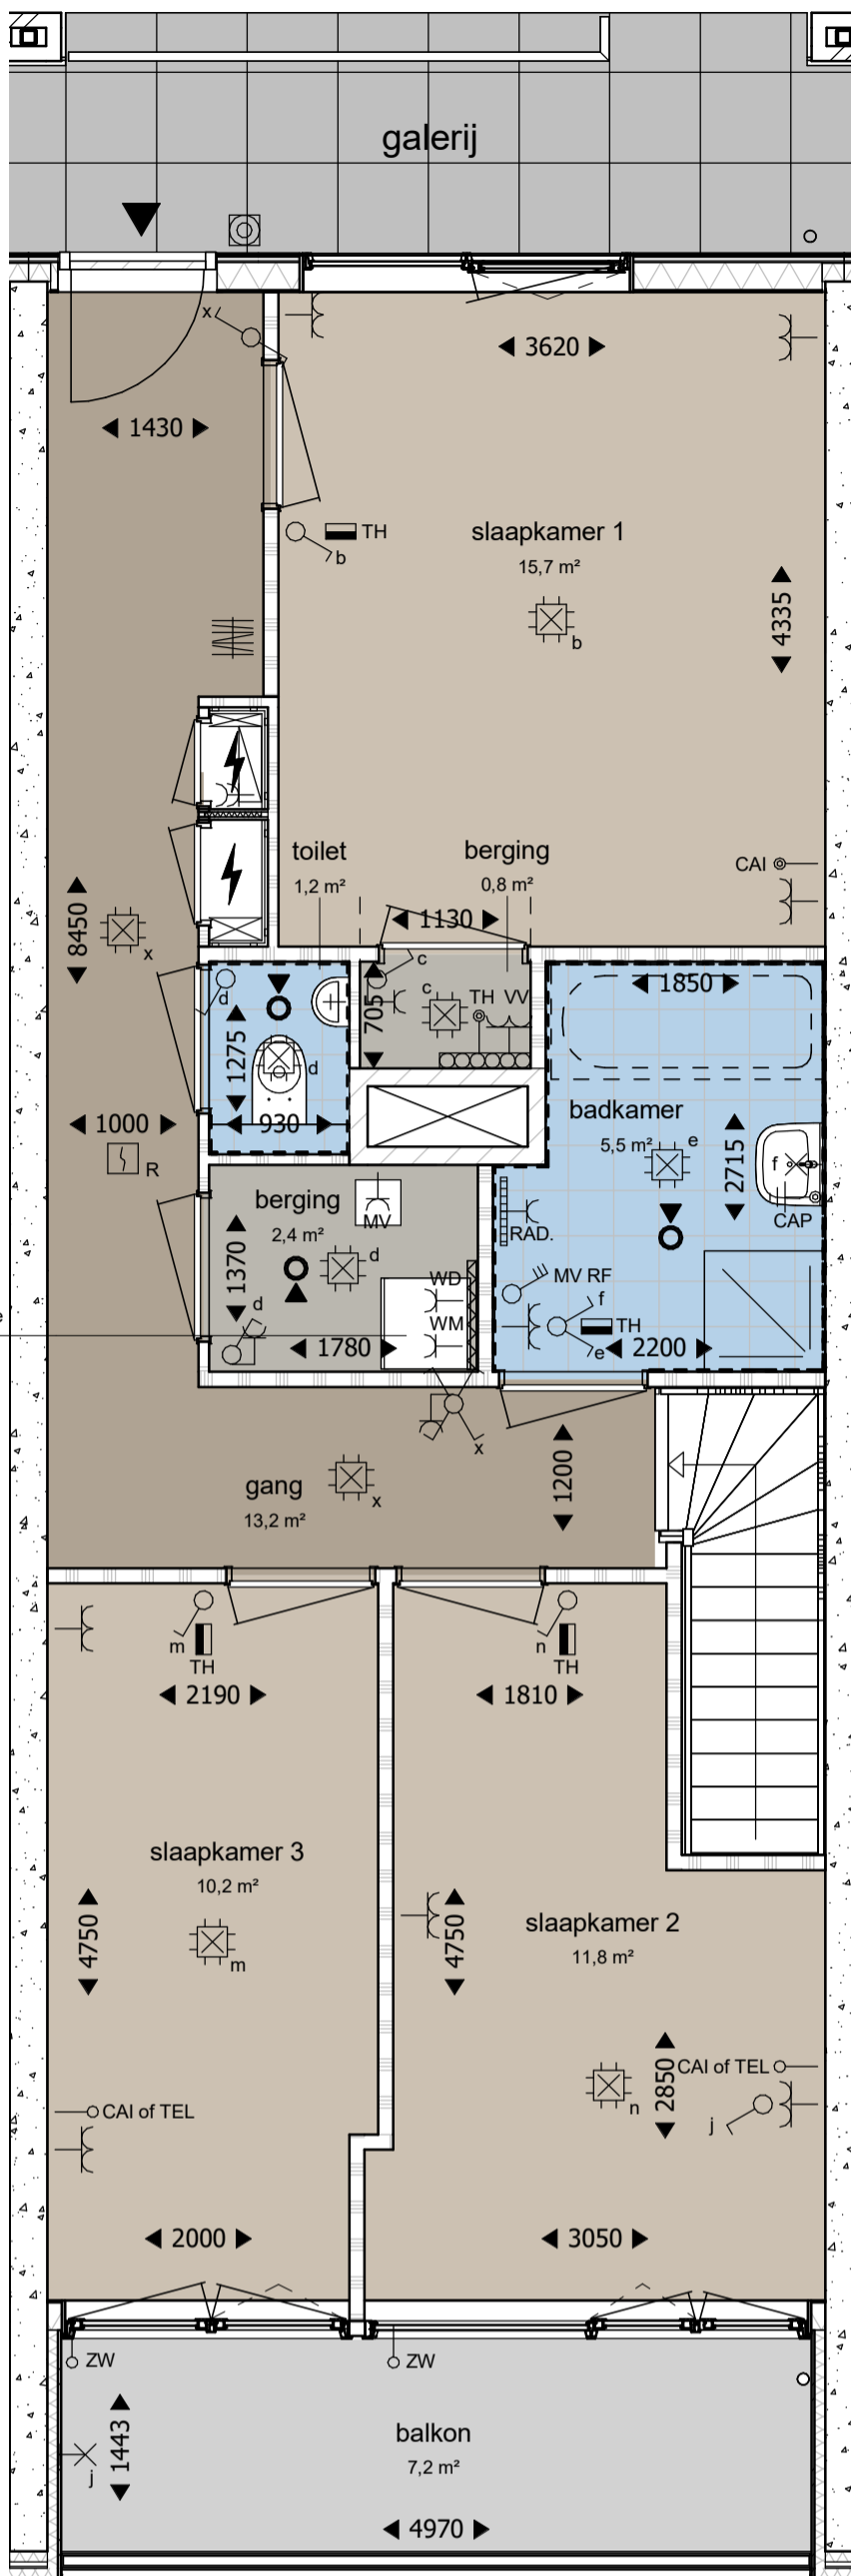 galerij
x
3620
1430
TH
b
slaapkamer 1
15,7 m²
b
4335
toilet
1,2 m²
berging
0,8 m²
CAI
8450
x
1130
c
d
c
705
TH
VV
1850
1275
d
930
1000
R
badkamer
5,5 m²
e
2715
f
CAP
berging
2,4 m²
MV
RAD.
1370
d
WD
MV RF
f
d
WM
TH
e
1780
e
2200
x
gang
13,2 m²
x
1200
m
TH
n
TH
2190
1810
slaapkamer 3
10,2 m²
4750
m
4750
slaapkamer 2
11,8 m²
2850
CAI of TEL
n
j
CAI of TEL
2000
3050
ZW
ZW
1443
j
balkon
7,2 m²
4970